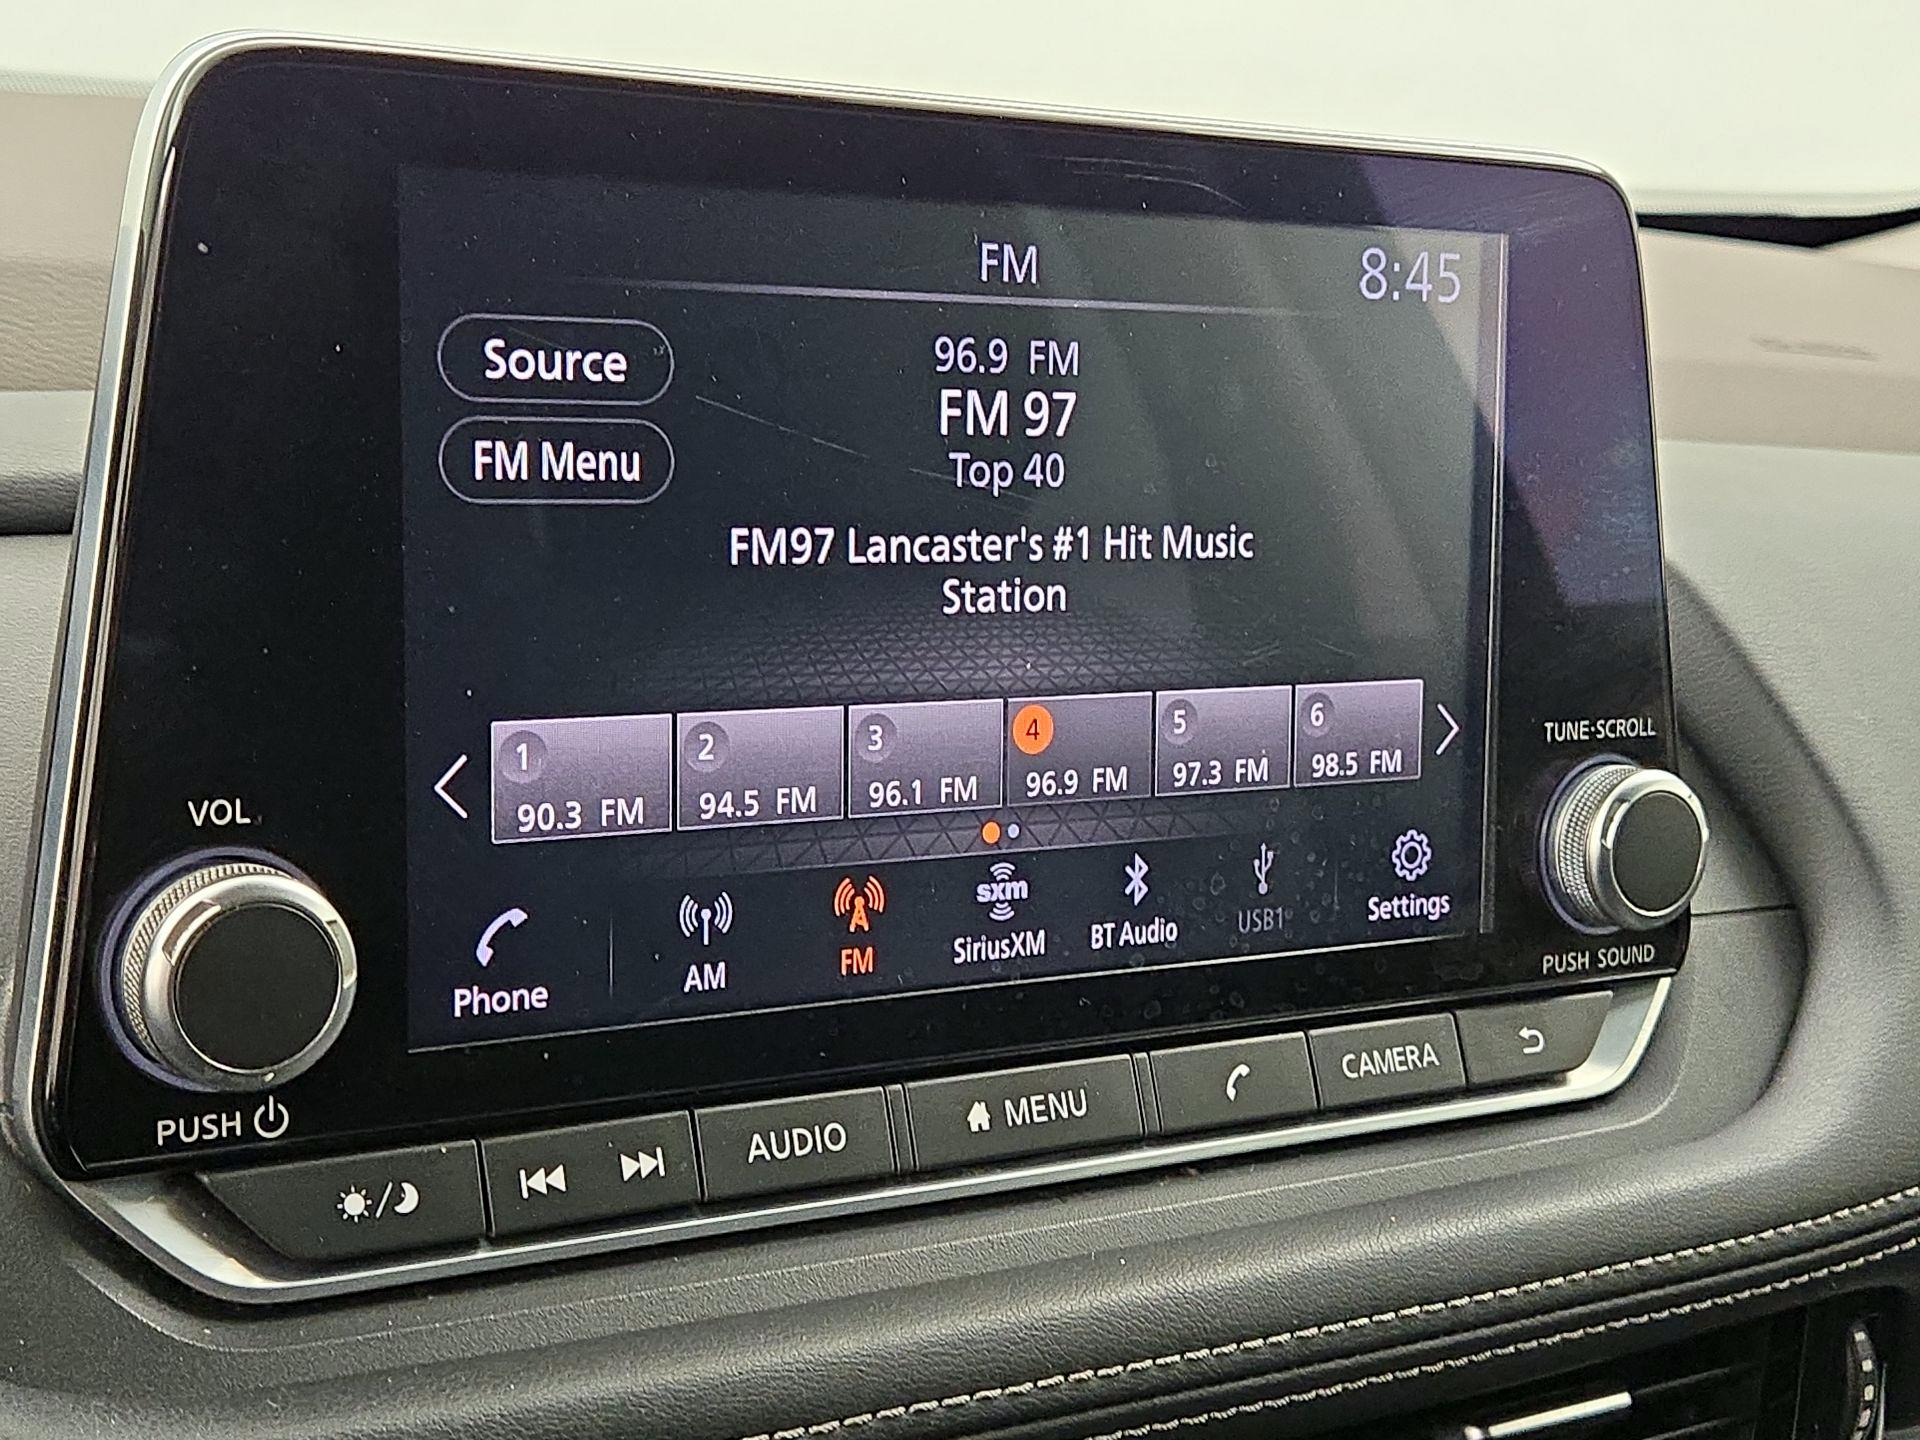 FM
8:45
Source
FM Menu
96.9 FM
FM 97
Top 40
FM97 Lancaster's #1 Hit Music
Station
1
90.3 FM
2
94.5 FM
3
96.1 FM
4
96.9 FM
5
97.3 FM
6
98.5 FM
Phone
AM
FM
sxm
SiriusXM
BT Audio
USB1
Settings
VOL
PUSH
TUNE·SCROLL
PUSH SOUND
AUDIO
MENU
CAMERA